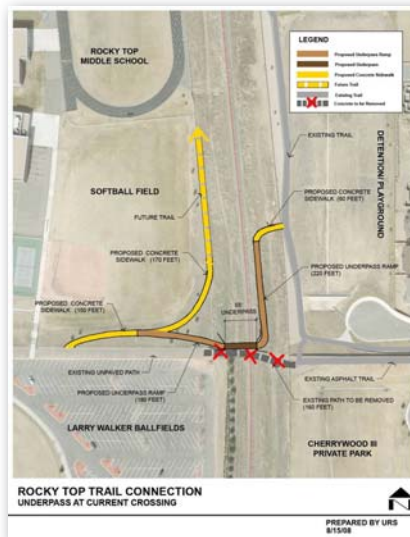 ROCKY TOP
MIDDLE SCHOOL
LEGEND
Proposed Underpass Ramp
Proposed Underpass
Proposed Concrete Sidewalk
Future Trail
Existing Trail
Concrete to be Removed
EXISTING TRAIL
DETENTION/ PLAYGROUND
SOFTBALL FIELD
FUTURE TRAIL
PROPOSED CONCRETE
SIDEWALK (60 FEET)
PROPOSED CONCRETE
SIDEWALK (170 FEET)
PROPOSED UNDERPASS RAMP
(220 FEET)
PROPOSED CONCRETE
SIDEWALK (150 FEET)
UNDERPASS
EXISTING UNPAVED PATH
PROPOSED UNDERPASS RAMP
(180 FEET)
EXISTING ASPHALT TRAIL
EXISTING PATH TO BE REMOVED
(160 FEET)
LARRY WALKER BALLFIELDS
CHERRYWOOD III
PRIVATE PARK
ROCKY TOP TRAIL CONNECTION
UNDERPASS AT CURRENT CROSSING
N
PREPARED BY URS
8/15/08